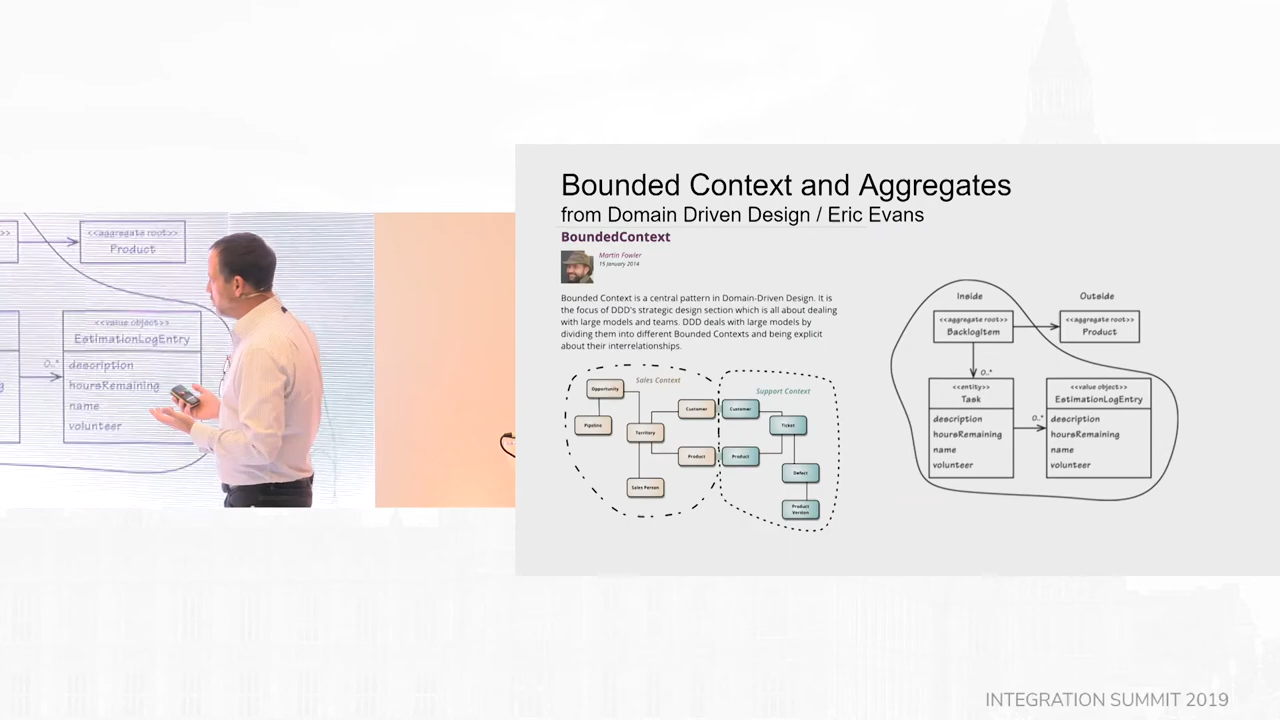 Bounded Context and Aggregates
from Domain Driven Design / Eric Evans
BoundedContext
Martin Fowler
15 January 2014
Bounded Context is a central pattern in Domain-Driven Design. It is
the focus of DDD's strategic design section which is all about dealing
with large models and teams. DDD deals with large models by
dividing them into different Bounded Contexts and being explicit
about their interrelationships.
Sales Context
Opportunity
Pipeline
Territory
Customer
Product
Sales Person
Support Context
Customer
Ticket
Product
Defect
Product
Version
Inside
Outside
<<aggregate root>>
BacklogItem
<<aggregate root>>
Product
0..*
<<entity>>
Task
description
hoursRemaining
name
volunteer
0..*
<<value object>>
EstimationLogEntry
description
hoursRemaining
name
volunteer
>>
<<aggregate root>>
Product
0..*
<<value object>>
EstimationLogEntry
description
hoursRemaining
name
volunteer
INTEGRATION SUMMIT 2019